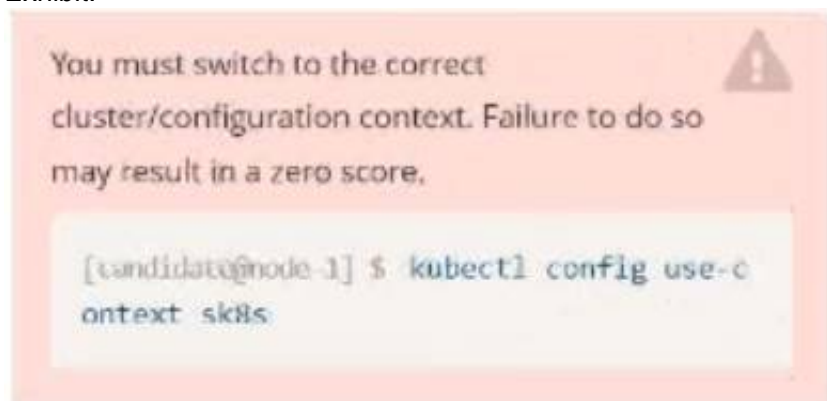 You must switch to the correct
cluster/configuration context. Failure to do so
may result in a zero score.
[candidate@node-1] $ kubectl config use-c
ontext sk8s